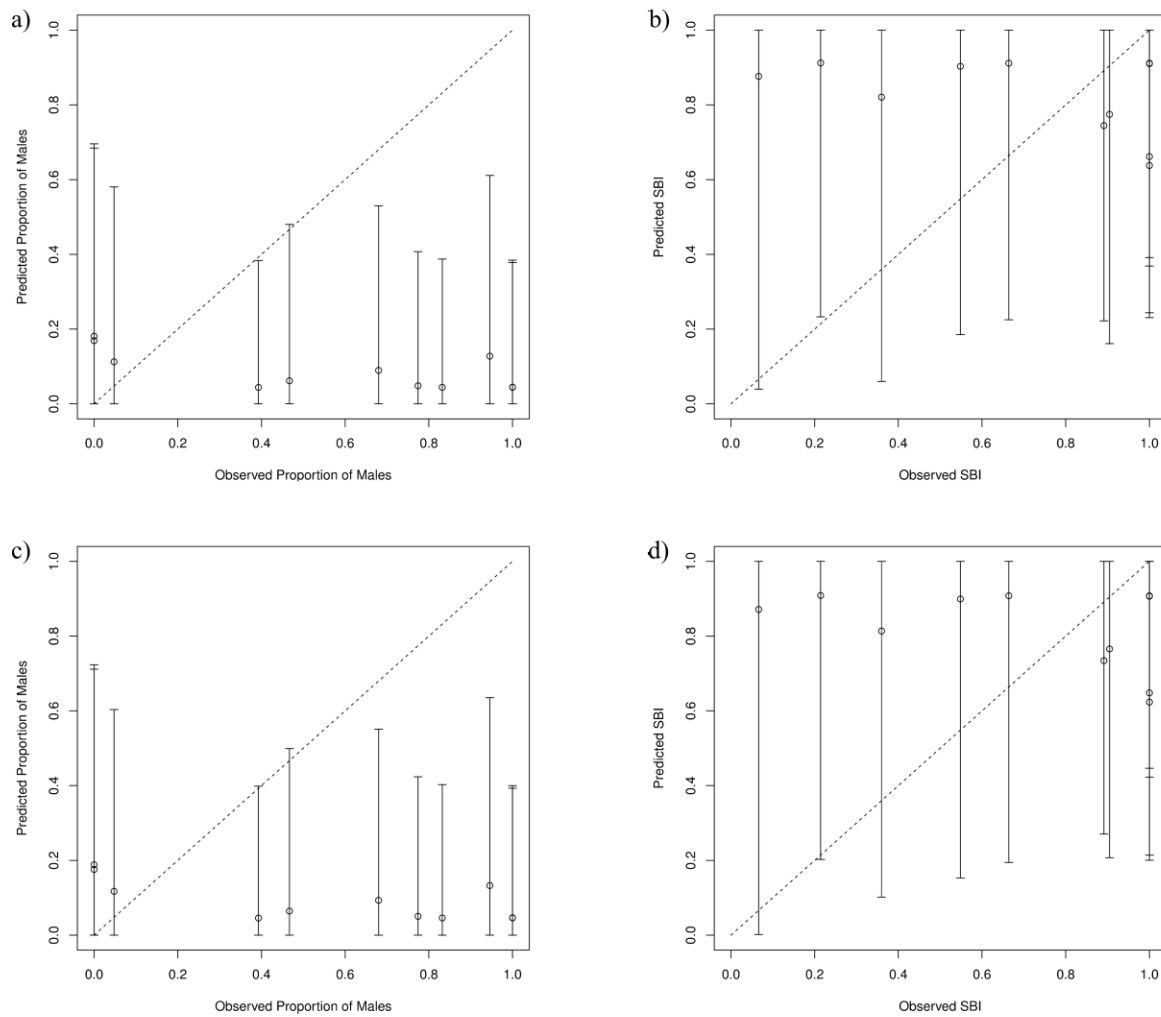 a)
1.0
0.8
0.6
0.4
0.2
0.0
Predicted Proportion of Males
0.0 0.2 0.4 0.6 0.8 1.0
Observed Proportion of Males
b)
1.0
0.8
0.6
0.4
0.2
0.0
Predicted SBI
0.0 0.2 0.4 0.6 0.8 1.0
Observed SBI
c)
1.0
0.8
0.6
0.4
0.2
0.0
Predicted Proportion of Males
0.0 0.2 0.4 0.6 0.8 1.0
Observed Proportion of Males
d)
1.0
0.8
0.6
0.4
0.2
0.0
Predicted SBI
0.0 0.2 0.4 0.6 0.8 1.0
Observed SBI